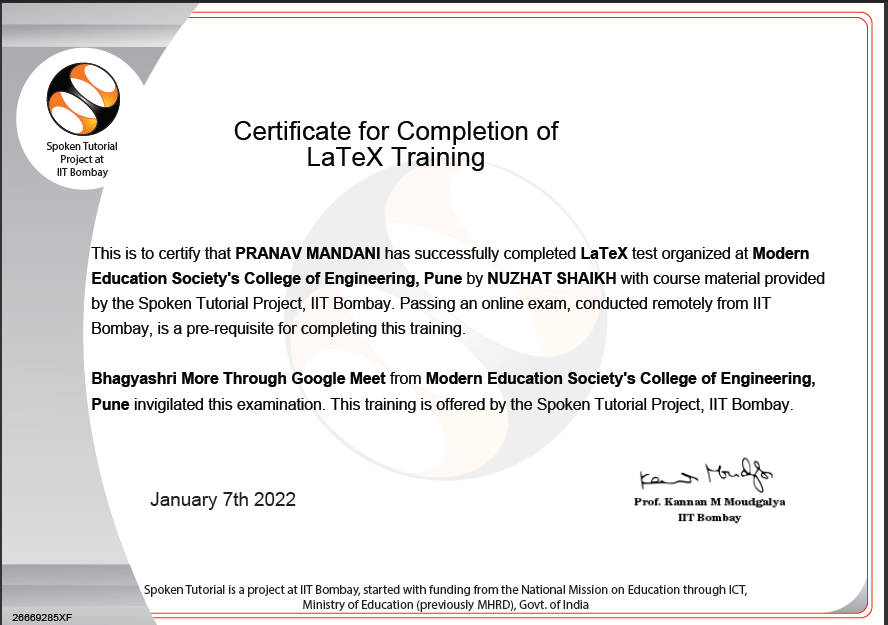 Spoken Tutorial
Project at
IIT Bombay
Certificate for Completion of
LaTeX Training
This is to certify that PRANAV MANDANI has successfully completed LaTeX test organized at Modern
Education Society's College of Engineering, Pune by NUZHAT SHAIKH with course material provided
by the Spoken Tutorial Project, IIT Bombay. Passing an online exam, conducted remotely from IIT
Bombay, is a pre-requisite for completing this training.
Bhagyashri More Through Google Meet from Modern Education Society's College of Engineering,
Pune invigilated this examination. This training is offered by the Spoken Tutorial Project, IIT Bombay.
January 7th 2022
Prof. Kannan M Moudgalya
IIT Bombay
Spoken Tutorial is a project at IIT Bombay, started with funding from the National Mission on Education through ICT,
Ministry of Education (previously MHRD), Govt. of India
26669285XF